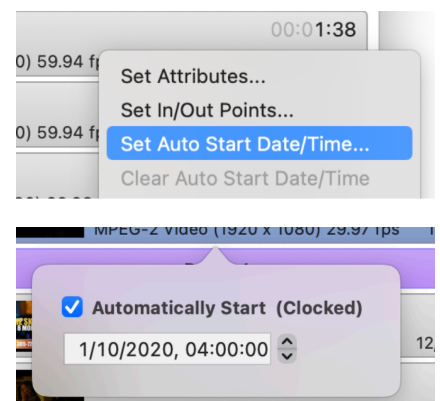 00:01:38
0) 59.94 f
Set Attributes...
Set In/Out Points...
0) 59.94 f
Set Auto Start Date/Time...
Clear Auto Start Date/Time
MPEG-2 Video (1920 x 1080) 29.97 fps
Automatically Start (Clocked)
1/10/2020, 04:00:00
12,